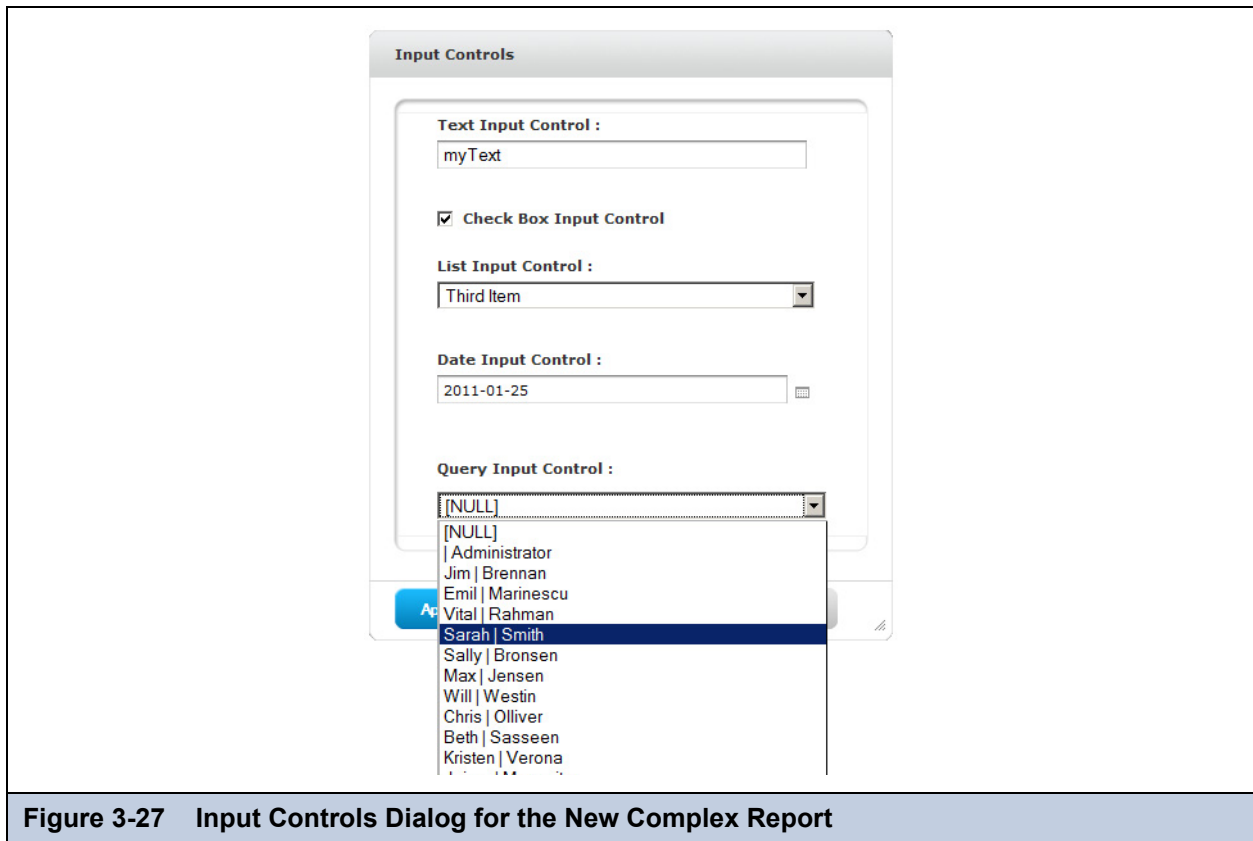 Input Controls
Text Input Control :
myText
Check Box Input Control
List Input Control :
Third Item
Date Input Control :
2011-01-25
Query Input Control :
[NULL]
[NULL]
| Administrator
Jim | Brennan
Emil | Marinescu
Vital | Rahman
Sarah | Smith
Sally | Bronsen
Max | Jensen
Will | Westin
Chris | Olliver
Beth | Sasseen
Kristen | Verona
Figure 3-27 Input Controls Dialog for the New Complex Report